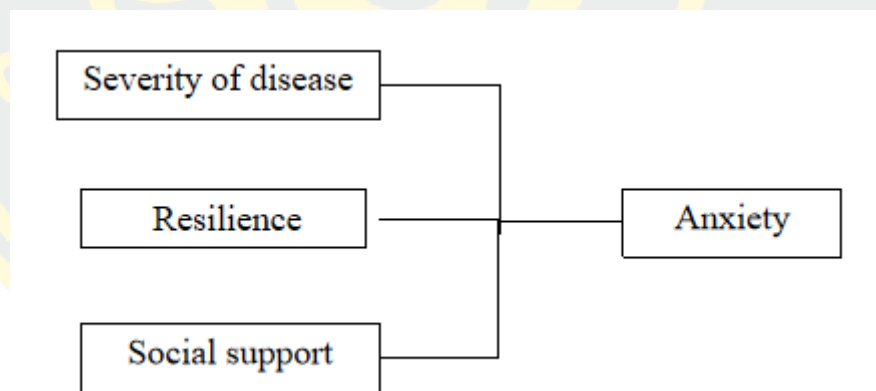 Severity of disease
Resilience
Anxiety
Social support